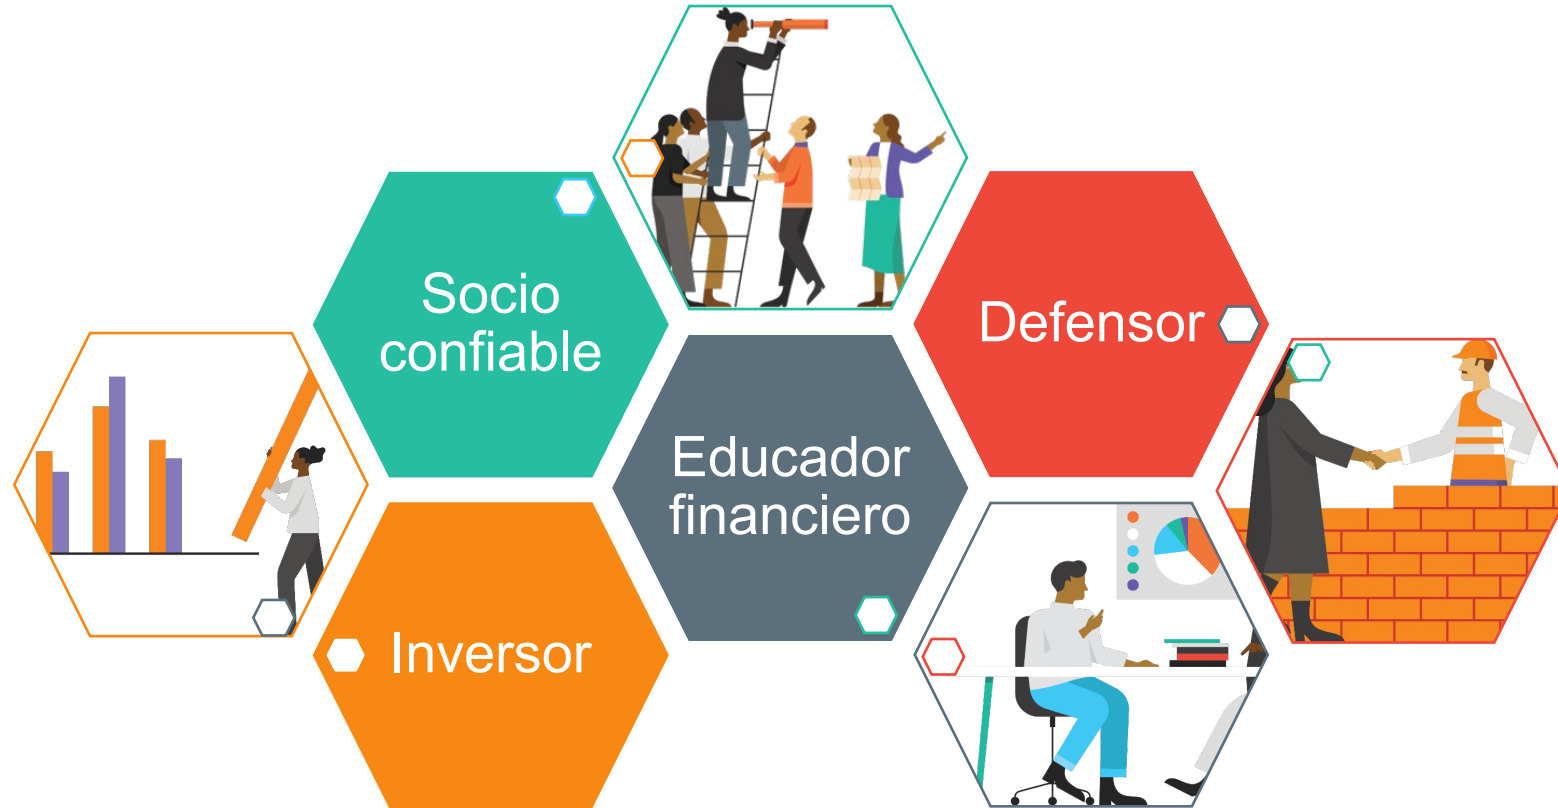 Socio
confiable
Defensor
Educador
financiero
Inversor